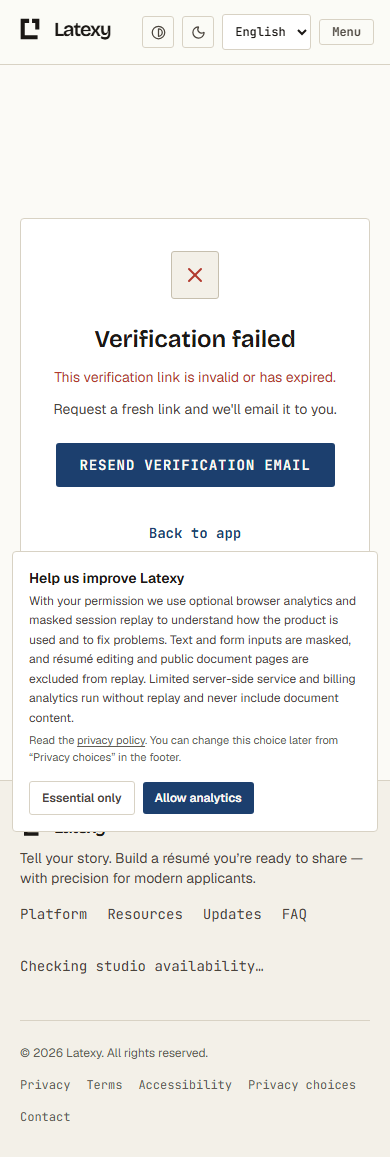 Latexy
English
Menu
Verification failed
This verification link is invalid or has expired.
Request a fresh link and we'll email it to you.
RESEND VERIFICATION EMAIL
Back to app
Help us improve Latexy
With your permission we use optional browser analytics and
masked session replay to understand how the product is
used and to fix problems. Text and form inputs are masked,
and résumé editing and public document pages are
excluded from replay. Limited server-side service and billing
analytics run without replay and never include document
content.
Read the privacy policy. You can change this choice later from
“Privacy choices” in the footer.
Essential only
Allow analytics
Tell your story. Build a résumé you’re ready to share —
with precision for modern applicants.
Platform Resources Updates FAQ
Checking studio availability…
© 2026 Latexy. All rights reserved.
Privacy Terms Accessibility Privacy choices
Contact